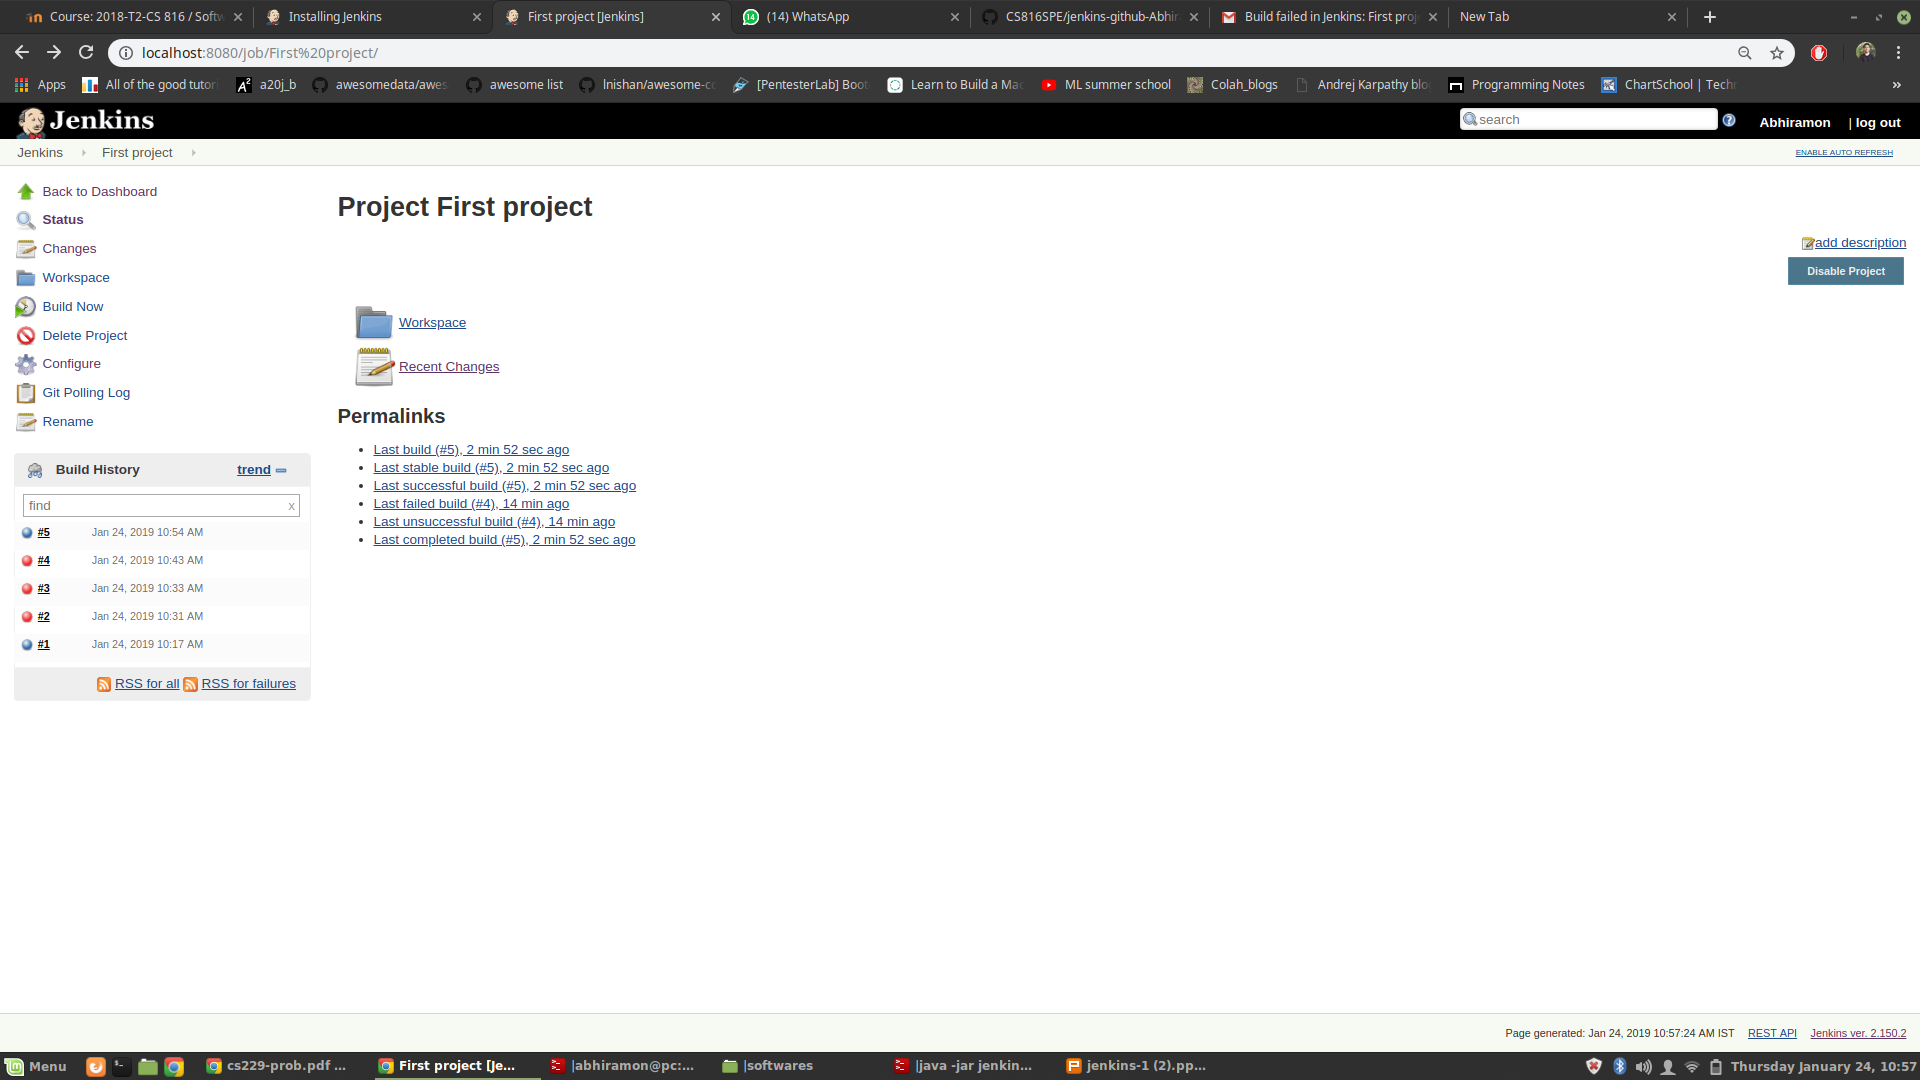 Course: 2018-T2-CS 816 / Softw
Installing Jenkins
First project [Jenkins]
(14) WhatsApp
CS816SPE/jenkins-github-Abhir
Build failed in Jenkins: First proj
New Tab
localhost:8080/job/First%20project/
Apps
All of the good tutor
a20j_b
awesomedata/awes
awesome list
lnishan/awesome-co
[PentesterLab] Boot
Learn to Build a Mac
ML summer school
Colah_blogs
Andrej Karpathy blo
Programming Notes
ChartSchool | Tech
»
Jenkins
search
Abhiramon
| log out
Jenkins
First project
ENABLE AUTO REFRESH
Back to Dashboard
Status
Changes
Workspace
Build Now
Delete Project
Configure
Git Polling Log
Rename
Project First project
add description
Disable Project
Workspace
Recent Changes
Permalinks
Last build (#5), 2 min 52 sec ago
Last stable build (#5), 2 min 52 sec ago
Last successful build (#5), 2 min 52 sec ago
Last failed build (#4), 14 min ago
Last unsuccessful build (#4), 14 min ago
Last completed build (#5), 2 min 52 sec ago
Build History
trend
find
x
#5 Jan 24, 2019 10:54 AM
#4 Jan 24, 2019 10:43 AM
#3 Jan 24, 2019 10:33 AM
#2 Jan 24, 2019 10:31 AM
#1 Jan 24, 2019 10:17 AM
RSS for all
RSS for failures
Page generated: Jan 24, 2019 10:57:24 AM IST
REST API
Jenkins ver. 2.150.2
Menu
cs229-prob.pdf ...
First project [Je...
|abhiramon@pc:...
|softwares
|java -jar jenkin...
jenkins-1 (2).pp...
Thursday January 24, 10:57